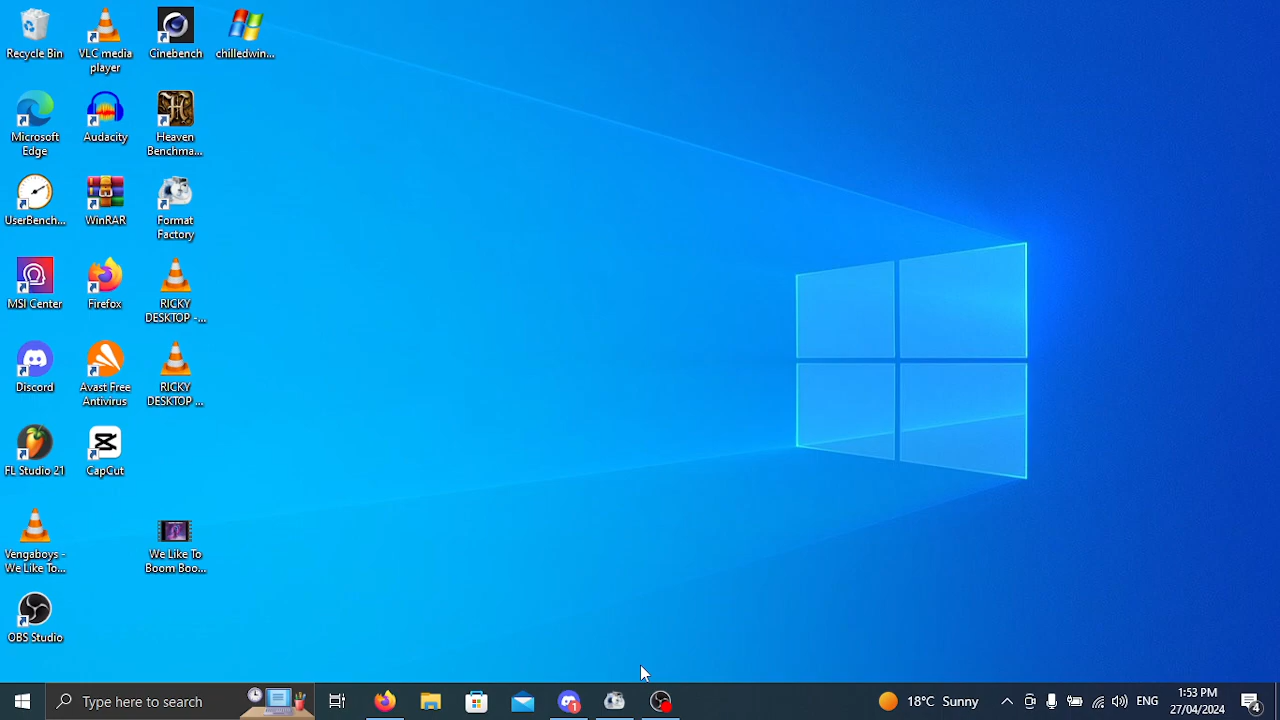 Recycle Bin
VLC media
player
Cinebench
chilledwin...
Microsoft
Edge
Audacity
Heaven
Benchma...
UserBench...
WinRAR
Format
Factory
MSI Center
Firefox
RICKY
DESKTOP -...
Discord
Avast Free
Antivirus
RICKY
DESKTOP ...
FL Studio 21
CapCut
Vengaboys -
We Like To...
We Like To
Boom Boo...
OBS Studio
Type here to search
1
18°C Sunny
ENG
1:53 PM
27/04/2024
4